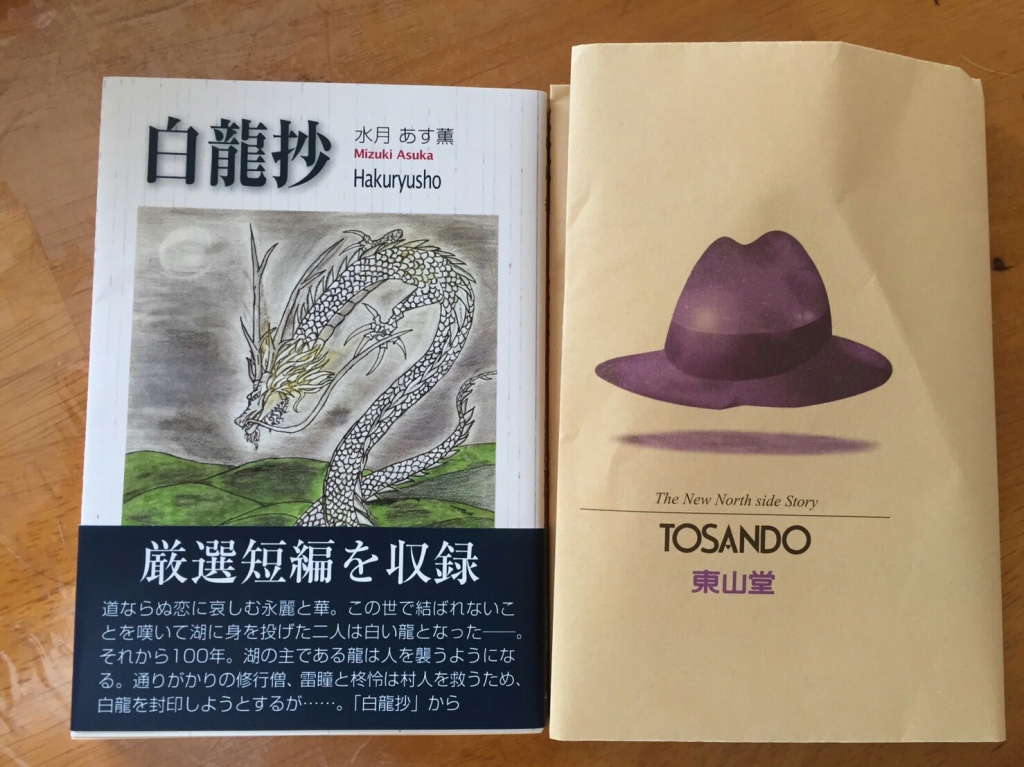 白龍抄
水月 あす薫
Mizuki Asuka
Hakuryusho
厳選短編を収録
道ならぬ恋に哀しむ永麗と華。この世で結ばれないこ
とを嘆いて湖に身を投げた二人は白い龍となった――。
それから100年。湖の主である龍は人を襲うようにな
る。通りがかりの修行僧、雷瞳と柊怜は村人を救うため、
白龍を封印しようとするが……。「白龍抄」から
The New North side Story
TOSANDO
東山堂